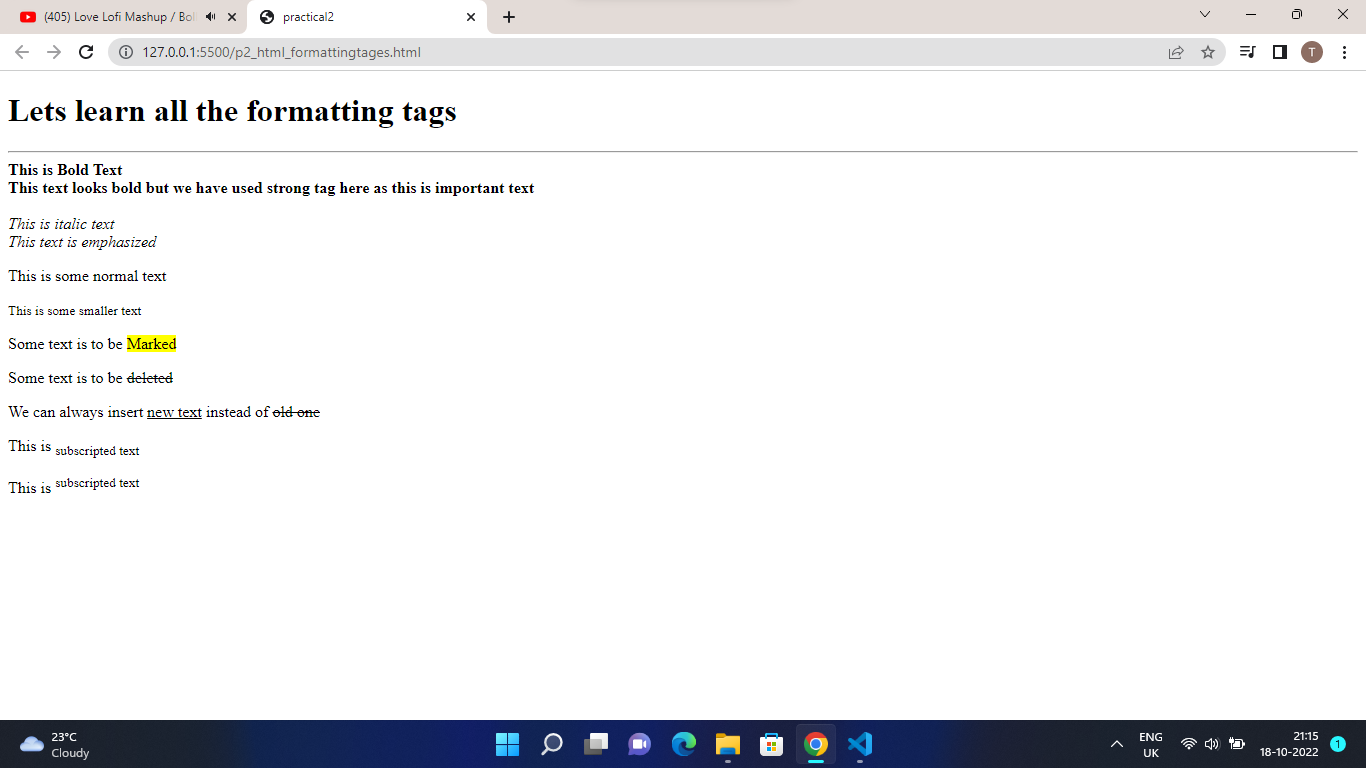 (405) Love Lofi Mashup / Bol
practical2
127.0.0.1:5500/p2_html_formattingtages.html
T
Lets learn all the formatting tags
This is Bold Text
This text looks bold but we have used strong tag here as this is important text
This is italic text
This text is emphasized
This is some normal text
This is some smaller text
Some text is to be Marked
Some text is to be deleted
We can always insert new text instead of old one
This is subscripted text
This is subscripted text
23°C
Cloudy
ENG
UK
21:15
18-10-2022
1